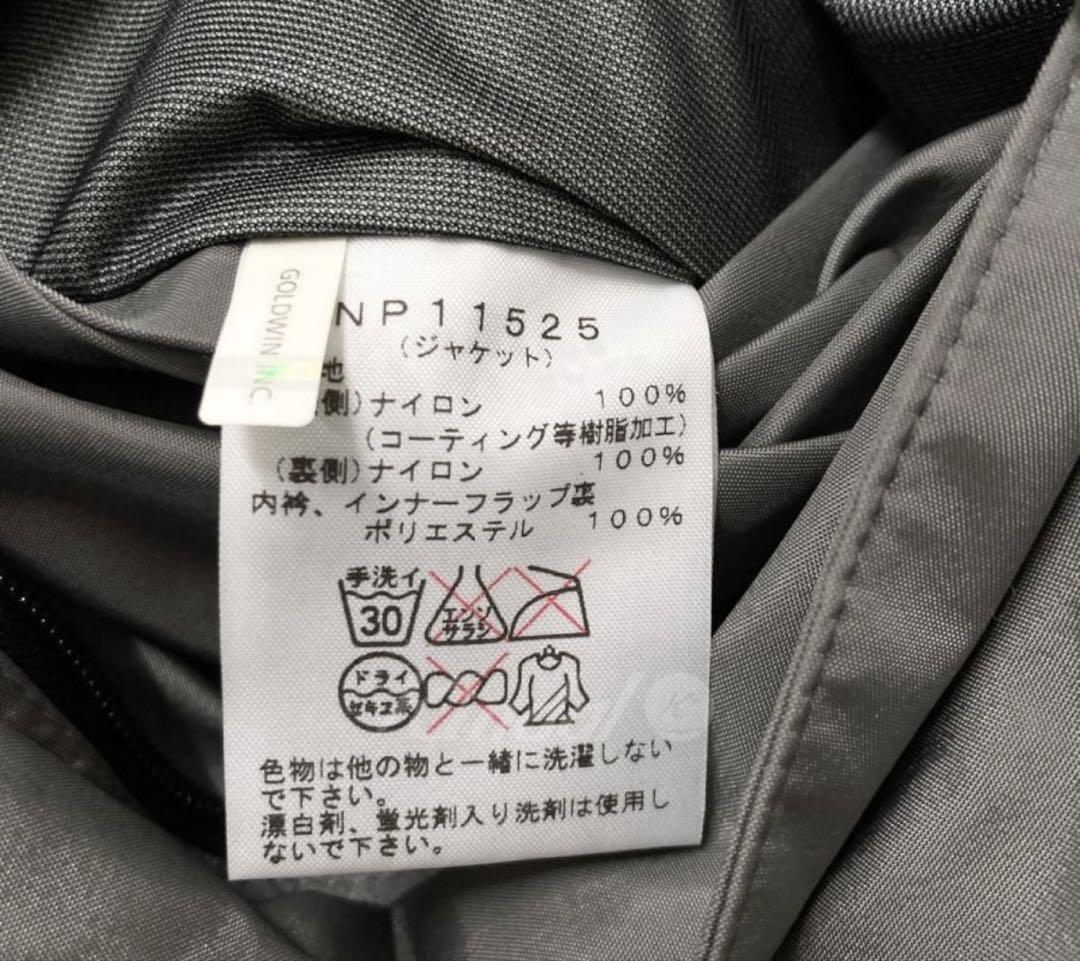 GOLDWIN INC.
NP11525
(ジャケット)
地
側)ナイロン 100%
(コーティング等樹脂加工)
(裏側)ナイロン 100%
内衿、インナーフラップ裏
ポリエステル 100%
手洗イ
30
エンソ
サラシ
ドライ
セキユ系
色物は他の物と一緒に洗濯しない
で下さい。
漂白剤、蛍光剤入り洗剤は使用し
ないで下さい。